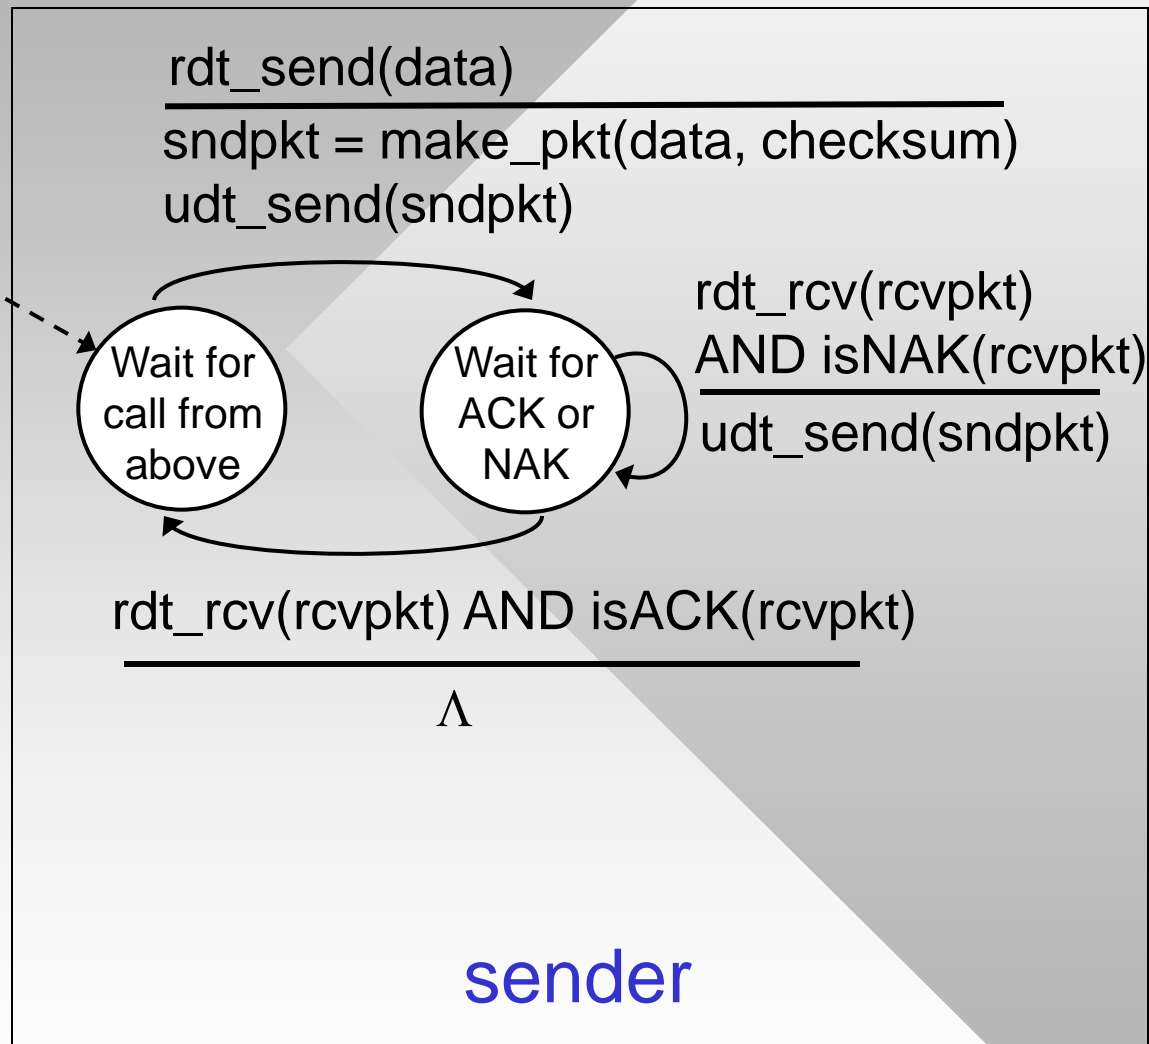 rdt_send(data)
sndpkt = make_pkt(data, checksum)
udt_send(sndpkt)
Wait for
call from
above
Wait for
ACK or
NAK
rdt_rcv(rcvpkt)
AND isNAK(rcvpkt)
udt_send(sndpkt)
rdt_rcv(rcvpkt) AND isACK(rcvpkt)
Λ
sender